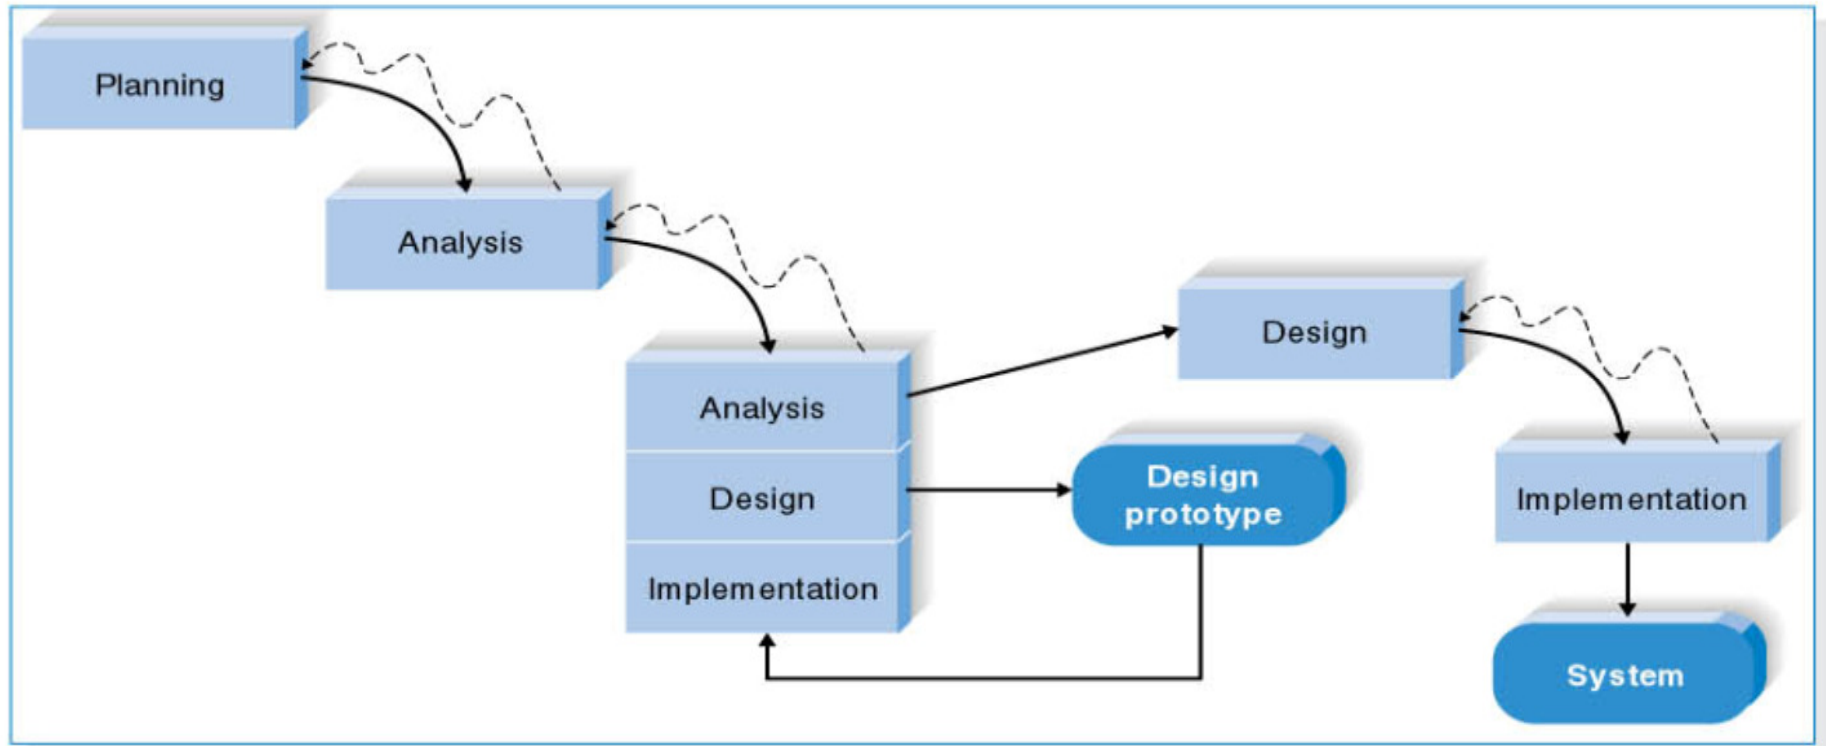 Planning
Analysis
Analysis
Design
Implementation
Design
prototype
Design
Implementation
System